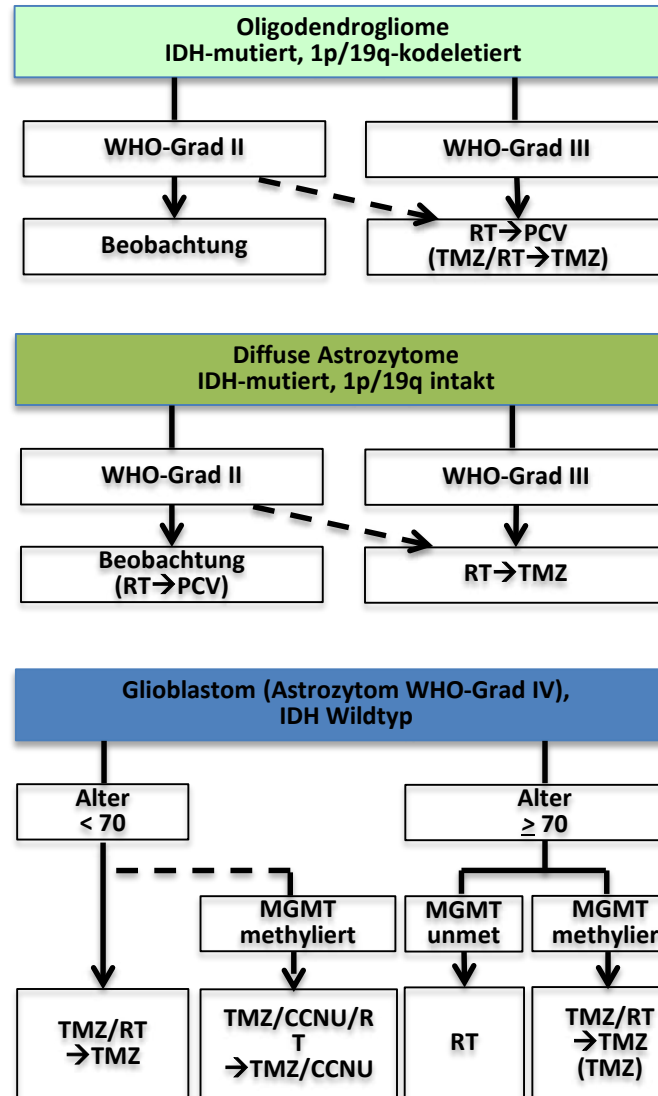 Oligodendrogliome
IDH-mutiert, 1p/19q-kodeletiert
WHO-Grad II
WHO-Grad III
Beobachtung
RT→PCV
(TMZ/RT→TMZ)
Diffuse Astrozytome
IDH-mutiert, 1p/19q intakt
WHO-Grad II
WHO-Grad III
Beobachtung
(RT→PCV)
RT→TMZ
Glioblastom (Astrozytom WHO-Grad IV),
IDH Wildtyp
Alter
< 70
Alter
≥ 70
MGMT
methyliert
MGMT
unmet
MGMT
methyliert
TMZ/RT
→TMZ
TMZ/CCNU/R
T
→TMZ/CCNU
RT
TMZ/RT
→TMZ
(TMZ)